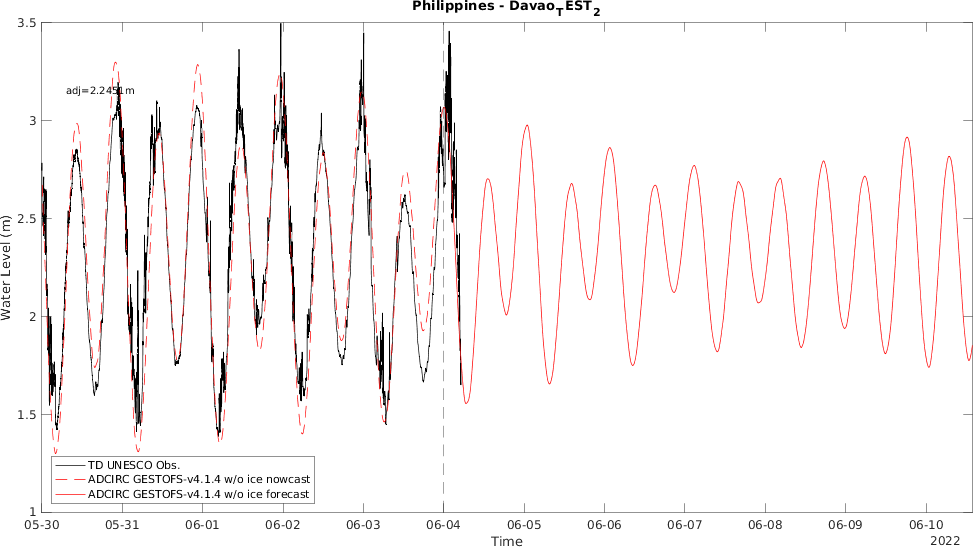 Philippines - Davao_TEST_2
3.5
3
2.5
2
1.5
1
Water Level (m)
adj=2.2451m
TD UNESCO Obs.
ADCIRC GESTOFS-v4.1.4 w/o ice nowcast
ADCIRC GESTOFS-v4.1.4 w/o ice forecast
05-30 05-31 06-01 06-02 06-03 06-04 06-05 06-06 06-07 06-08 06-09 06-10
Time
2022